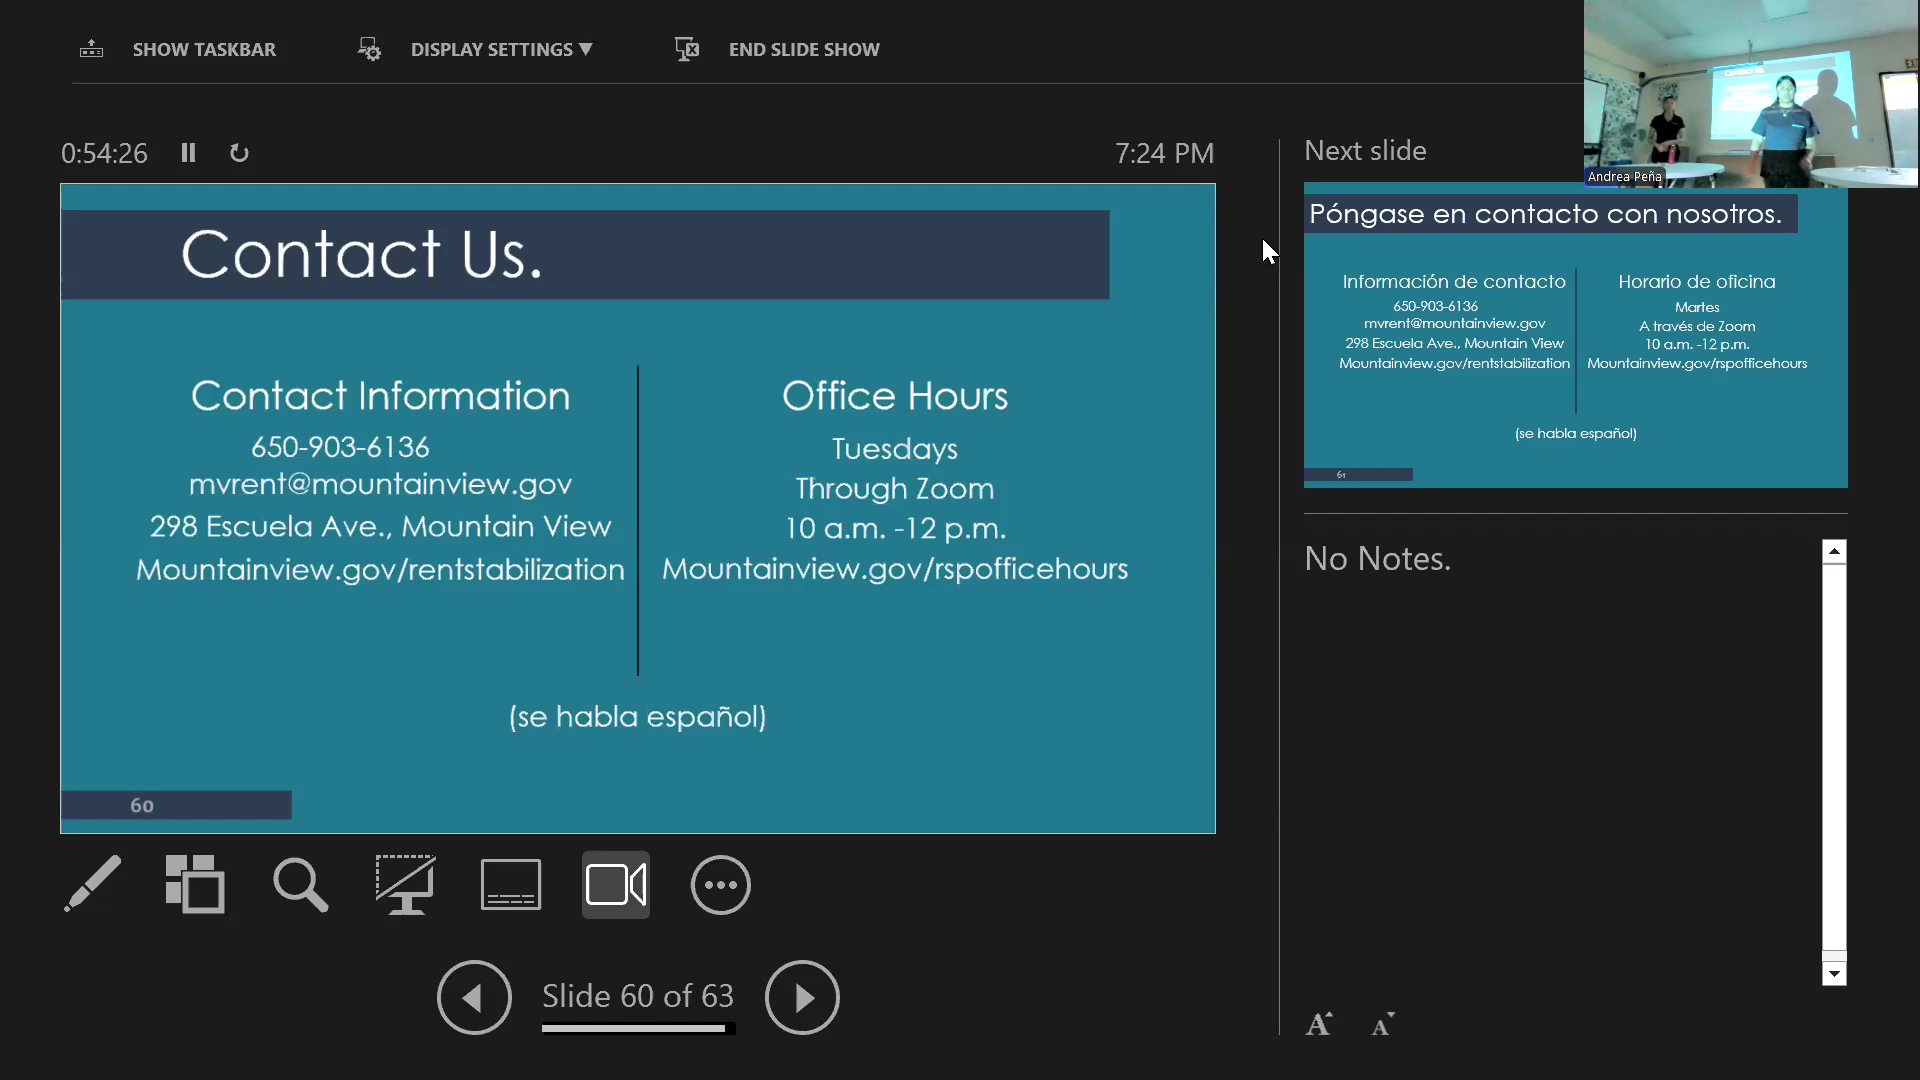 SHOW TASKBAR
DISPLAY SETTINGS ▼
END SLIDE SHOW
0:54:26
7:24 PM
Contact Us.
Contact Information
650-903-6136
mvrent@mountainview.gov
298 Escuela Ave., Mountain View
Mountainview.gov/rentstabilization
Office Hours
Tuesdays
Through Zoom
10 a.m. -12 p.m.
Mountainview.gov/rspofficehours
(se habla español)
60
Slide 60 of 63
Next slide
Andrea Peña
Contact Us.
Póngase en contacto con nosotros.
Información de contacto
650-903-6136
mvrent@mountainview.gov
298 Escuela Ave., Mountain View
Mountainview.gov/rentstabilization
Horario de oficina
Martes
A través de Zoom
10 a.m. -12 p.m.
Mountainview.gov/rspofficehours
(se habla español)
61
No Notes.
A
A